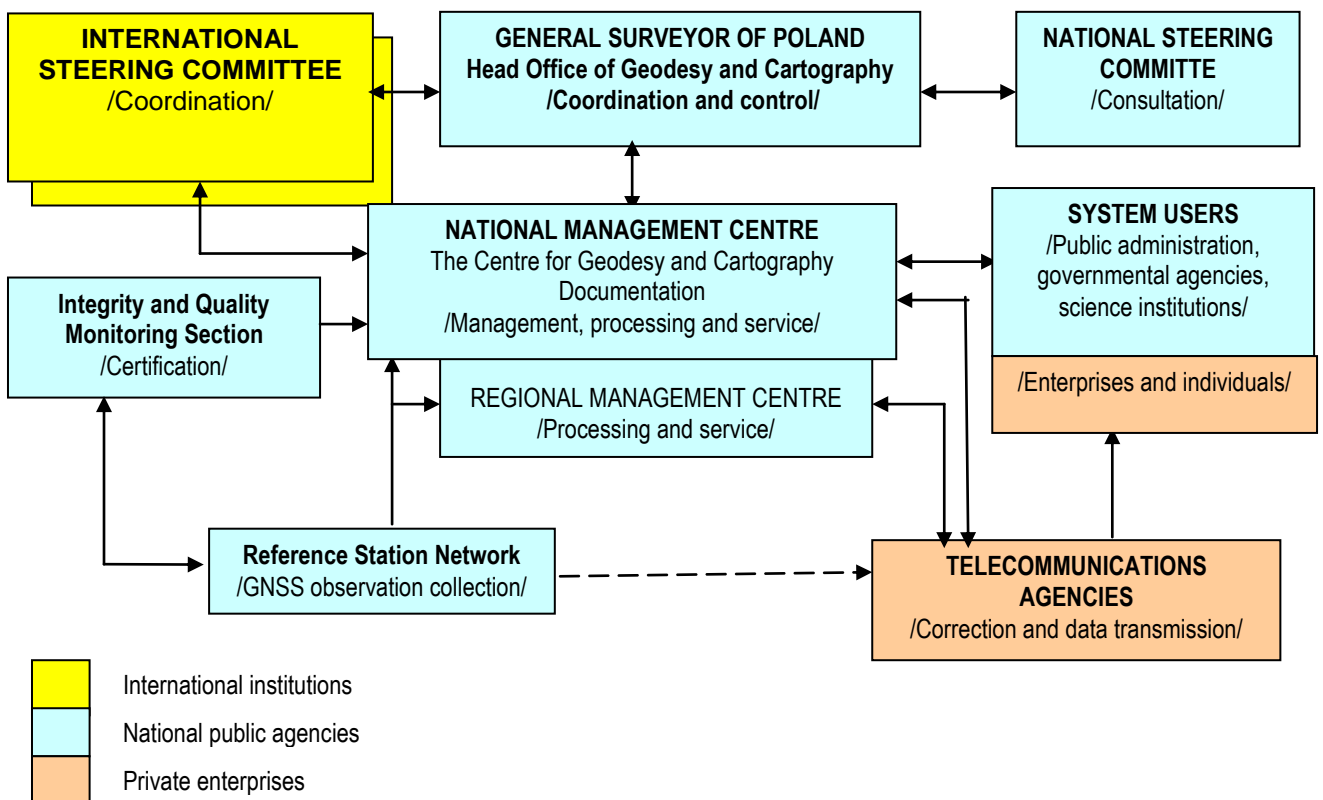 INTERNATIONAL
STEERING COMMITTEE
/Coordination/
GENERAL SURVEYOR OF POLAND
Head Office of Geodesy and Cartography
/Coordination and control/
NATIONAL STEERING
COMMITTE
/Consultation/
NATIONAL MANAGEMENT CENTRE
The Centre for Geodesy and Cartography
Documentation
/Management, processing and service/
SYSTEM USERS
/Public administration,
governmental agencies,
science institutions/
/Enterprises and individuals/
Integrity and Quality
Monitoring Section
/Certification/
REGIONAL MANAGEMENT CENTRE
/Processing and service/
Reference Station Network
/GNSS observation collection/
TELECOMMUNICATIONS
AGENCIES
/Correction and data transmission/
International institutions
National public agencies
Private enterprises